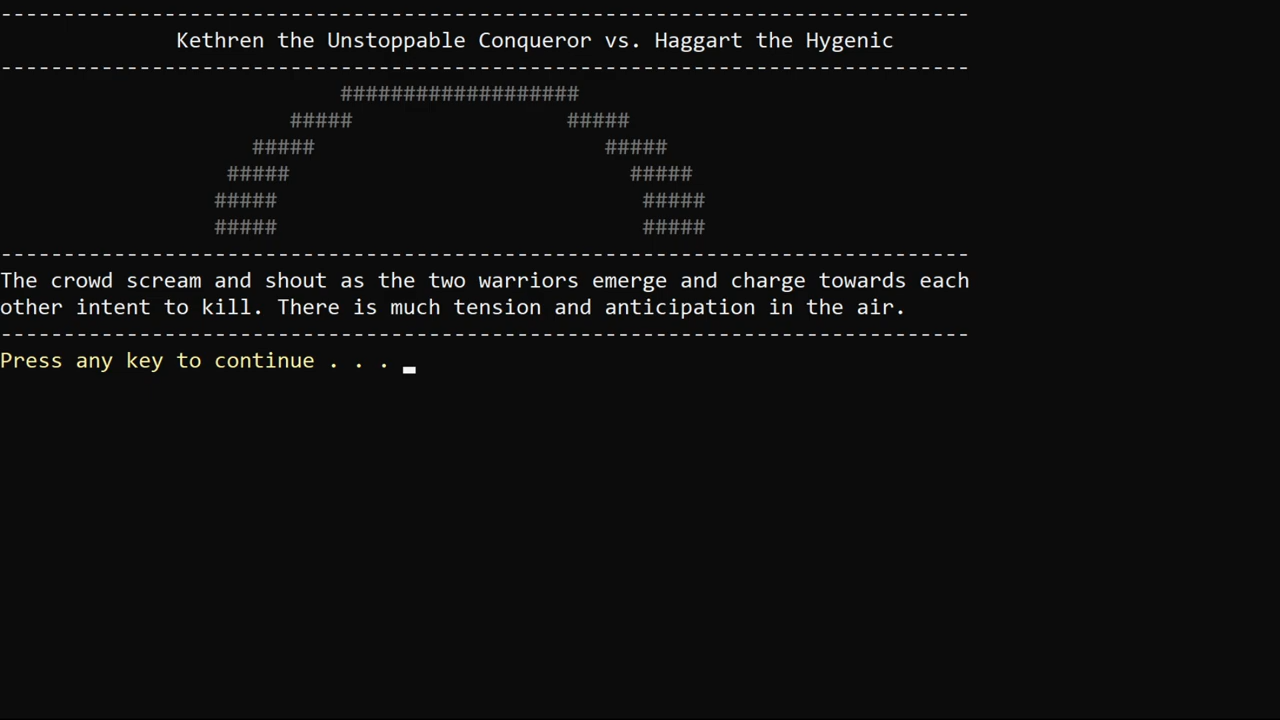 -----------------------------------------------------------------------------
Kethren the Unstoppable Conqueror vs. Haggart the Hygenic
-----------------------------------------------------------------------------
###################
##### #####
##### #####
##### #####
##### #####
##### #####
-----------------------------------------------------------------------------
The crowd scream and shout as the two warriors emerge and charge towards each
other intent to kill. There is much tension and anticipation in the air.
-----------------------------------------------------------------------------
Press any key to continue . . .